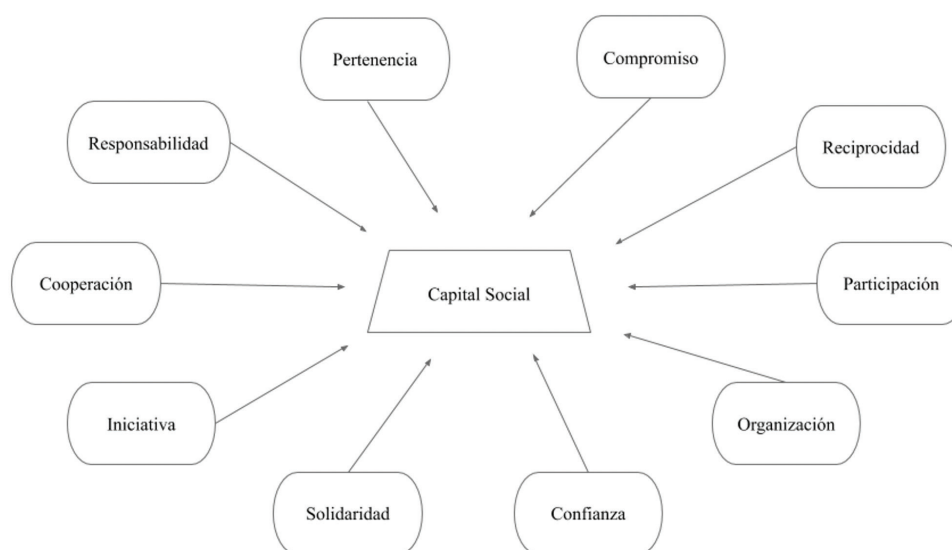 Pertenencia
Compromiso
Responsabilidad
Reciprocidad
Cooperación
Capital Social
Participación
Iniciativa
Organización
Solidaridad
Confianza